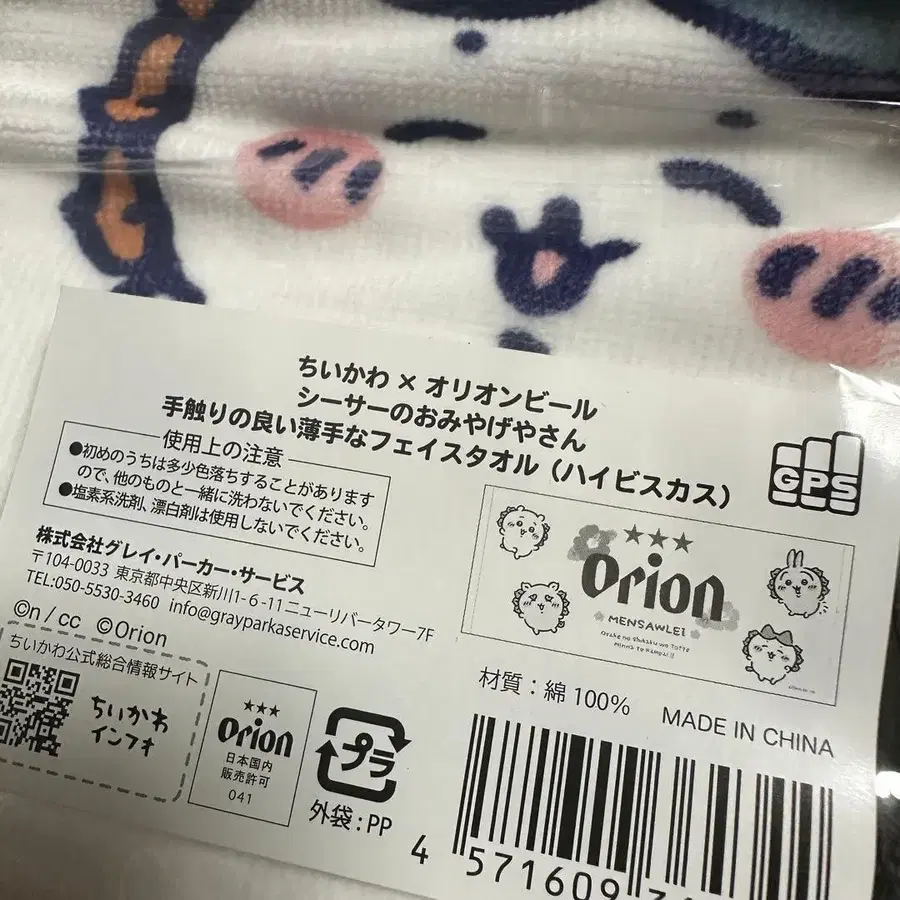 ちいかわ × オリオンビール
シーサーのおみやげやさん
手触りの良い薄手なフェイスタオル（ハイビスカス）
使用上の注意
●初めのうちは多少色落ちすることがあります
ので、他のものと一緒に洗わないでください。
●塩素系洗剤、漂白剤は使用しないでください。
GPS
株式会社グレイ・パーカー・サービス
〒104-0033 東京都中央区新川1-6-11ニューリバータワー7F
TEL:050-5530-3460 info@grayparkaservice.com
©n / cc ©Orion
Orion
MENSAWLEI
ちいかわ公式総合情報サイト
ちいかわ
インフォ
Orion
日本国内
販売許可
041
プラ
外袋：PP
材質：綿 100%
MADE IN CHINA
4 571609